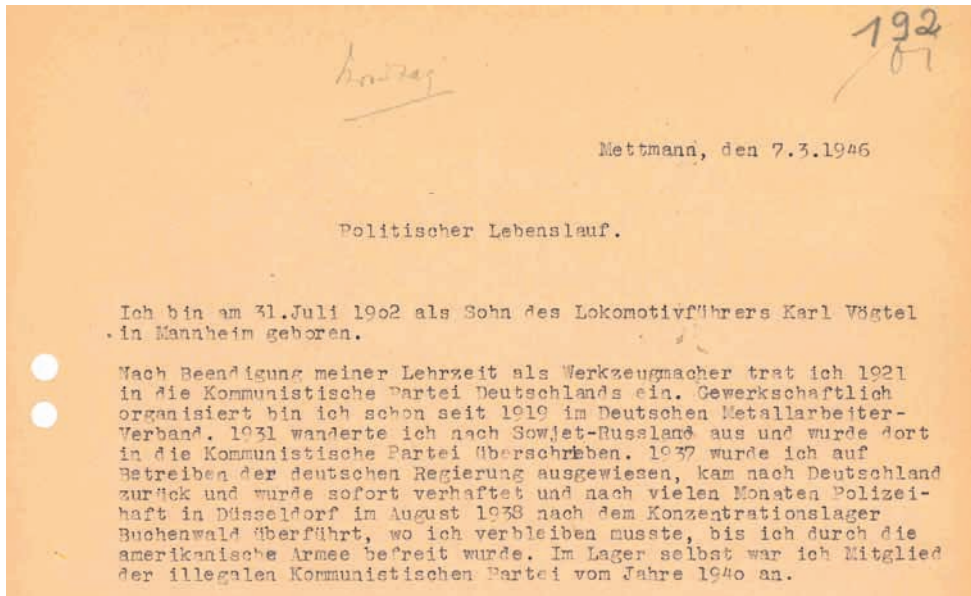 192
Mettmann, den 7.3.1946
Politischer Lebenslauf.
Ich bin am 31.Juli 19o2 als Sohn des Lokomotivführers Karl Vögtel
in Mannheim geboren.
Nach Beendigung meiner Lehrzeit als Werkzeugmacher trat ich 1921
in die Kommunistische Partei Deutschlands ein. Gewerkschaftlich
organisiert bin ich schon seit 1919 im Deutschen Metallarbeiter-
Verband. 1931 wanderte ich nach Sowjet-Russland aus und wurde dort
in die Kommunistische Partei überschrieben. 1937 wurde ich auf
Betreiben der deutschen Regierung ausgewiesen, kam nach Deutschland
zurück und wurde sofort verhaftet und nach vielen Monaten Polizei-
haft in Düsseldorf im August 1938 nach dem Konzentrationslager
Buchenwald überführt, wo ich verbleiben musste, bis ich durch die
amerikanische Armee befreit wurde. Im Lager selbst war ich Mitglied
der illegalen Kommunistischen Partei vom Jahre 194o an.